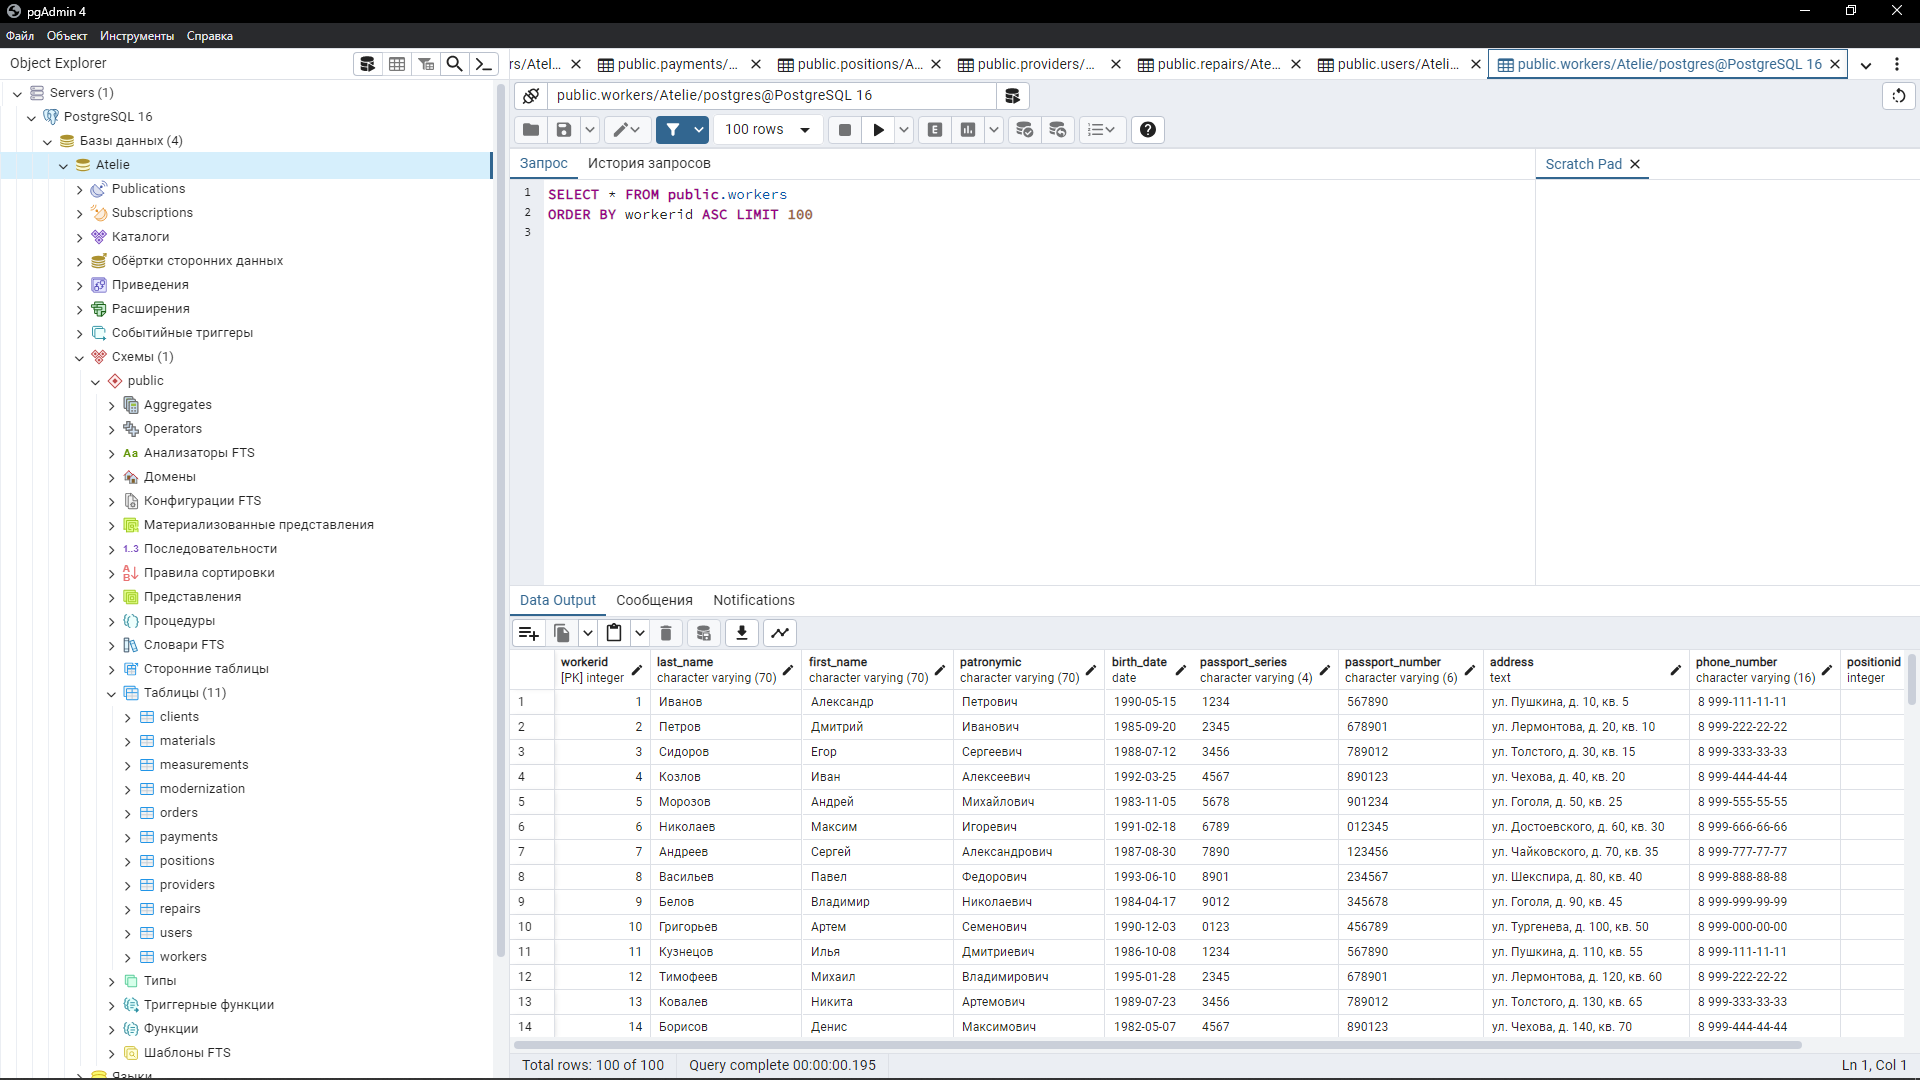 pgAdmin 4
Файл Объект Инструменты Справка
Object Explorer
Servers (1)
PostgreSQL 16
Базы данных (4)
Atelie
Publications
Subscriptions
Каталоги
Обёртки сторонних данных
Приведения
Расширения
Событийные триггеры
Схемы (1)
public
Aggregates
Operators
Aa Анализаторы FTS
Домены
Конфигурации FTS
Материализованные представления
1..3 Последовательности
Правила сортировки
Представления
Процедуры
Словари FTS
Сторонние таблицы
Таблицы (11)
clients
materials
measurements
modernization
orders
payments
positions
providers
repairs
users
workers
Типы
Триггерные функции
Функции
Шаблоны FTS
Языки
rs/Atel... public.payments/... public.positions/A... public.providers/... public.repairs/Ate... public.users/Ateli... public.workers/Atelie/postgres@PostgreSQL 16
public.workers/Atelie/postgres@PostgreSQL 16
100 rows E
Запрос История запросов
Scratch Pad
1 SELECT * FROM public.workers
2 ORDER BY workerid ASC LIMIT 100
3
Data Output Сообщения Notifications
workerid last_name first_name patronymic birth_date passport_series passport_number address phone_number positionid
[PK] integer character varying (70) character varying (70) character varying (70) date character varying (4) character varying (6) text character varying (16) integer
1 1 Иванов Александр Петрович 1990-05-15 1234 567890 ул. Пушкина, д. 10, кв. 5 8 999-111-11-11
2 2 Петров Дмитрий Иванович 1985-09-20 2345 678901 ул. Лермонтова, д. 20, кв. 10 8 999-222-22-22
3 3 Сидоров Егор Сергеевич 1988-07-12 3456 789012 ул. Толстого, д. 30, кв. 15 8 999-333-33-33
4 4 Козлов Иван Алексеевич 1992-03-25 4567 890123 ул. Чехова, д. 40, кв. 20 8 999-444-44-44
5 5 Морозов Андрей Михайлович 1983-11-05 5678 901234 ул. Гоголя, д. 50, кв. 25 8 999-555-55-55
6 6 Николаев Максим Игоревич 1991-02-18 6789 012345 ул. Достоевского, д. 60, кв. 30 8 999-666-66-66
7 7 Андреев Сергей Александрович 1987-08-30 7890 123456 ул. Чайковского, д. 70, кв. 35 8 999-777-77-77
8 8 Васильев Павел Федорович 1993-06-10 8901 234567 ул. Шекспира, д. 80, кв. 40 8 999-888-88-88
9 9 Белов Владимир Николаевич 1984-04-17 9012 345678 ул. Гоголя, д. 90, кв. 45 8 999-999-99-99
10 10 Григорьев Артем Семенович 1990-12-03 0123 456789 ул. Тургенева, д. 100, кв. 50 8 999-000-00-00
11 11 Кузнецов Илья Дмитриевич 1986-10-08 1234 567890 ул. Пушкина, д. 110, кв. 55 8 999-111-11-11
12 12 Тимофеев Михаил Владимирович 1995-01-28 2345 678901 ул. Лермонтова, д. 120, кв. 60 8 999-222-22-22
13 13 Ковалев Никита Артемович 1989-07-23 3456 789012 ул. Толстого, д. 130, кв. 65 8 999-333-33-33
14 14 Борисов Денис Максимович 1982-05-07 4567 890123 ул. Чехова, д. 140, кв. 70 8 999-444-44-44
Total rows: 100 of 100 Query complete 00:00:00.195 Ln 1, Col 1